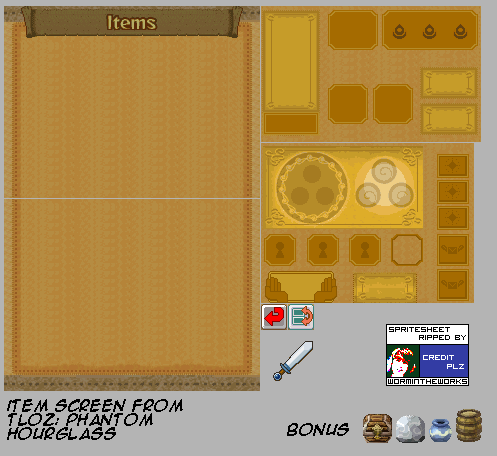 Items
SPRITESHEET
RIPPED BY
CREDIT
PLZ
WORMINTHEWORKS
ITEM SCREEN FROM
TLOZ: PHANTOM
HOURGLASS
BONUS